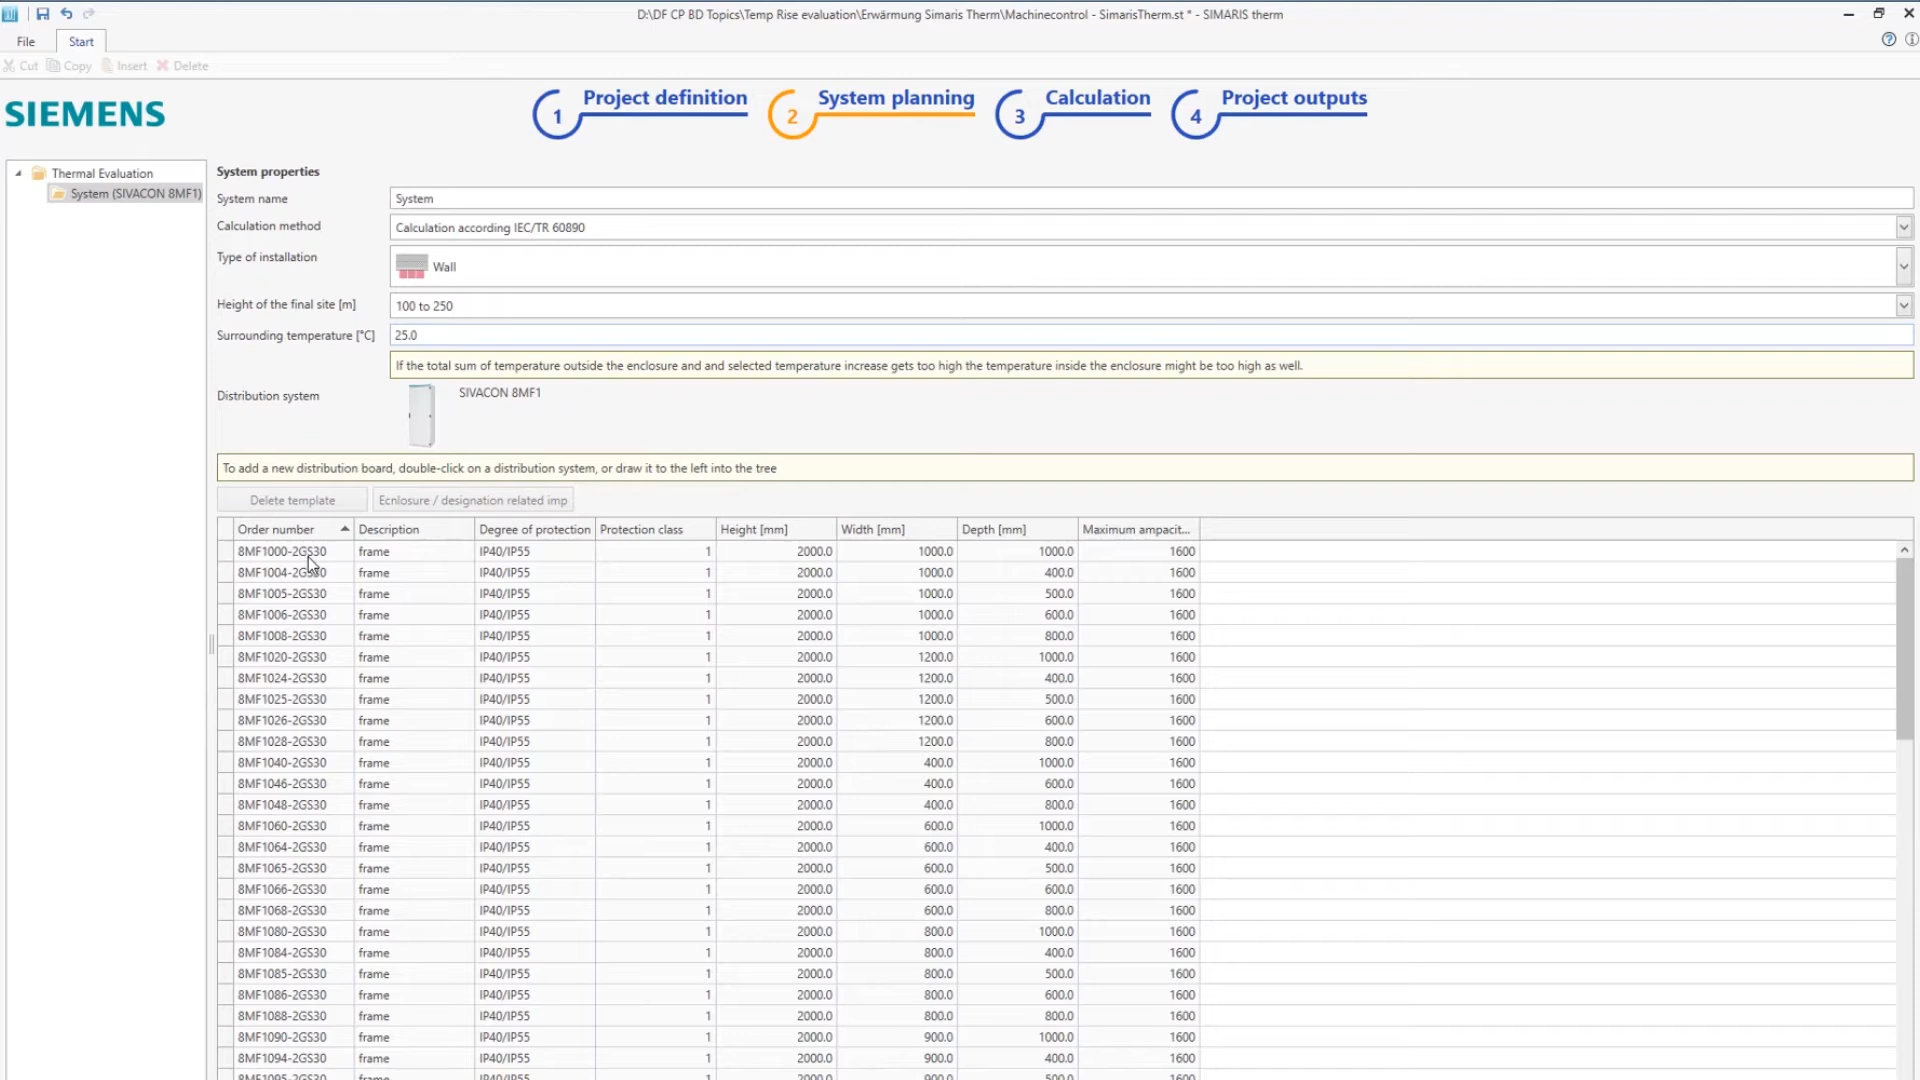 D:\DF CP BD Topics\Temp Rise evaluation\Erwärmung Simaris Therm\Machinecontrol - SimarisTherm.st * - SIMARIS therm
File Start
Cut Copy Insert Delete
SIEMENS
1 Project definition 2 System planning 3 Calculation 4 Project outputs
Thermal Evaluation
System (SIVACON 8MF1)
System properties
System name System
Calculation method Calculation according IEC/TR 60890
Type of installation Wall
Height of the final site [m] 100 to 250
Surrounding temperature [°C] 25.0
If the total sum of temperature outside the enclosure and and selected temperature increase gets too high the temperature inside the enclosure might be too high as well.
Distribution system SIVACON 8MF1
To add a new distribution board, double-click on a distribution system, or draw it to the left into the tree
Delete template Ecnlosure / designation related imp
Order number Description Degree of protection Protection class Height [mm] Width [mm] Depth [mm] Maximum ampacit...
8MF1000-2GS30 frame IP40/IP55 1 2000.0 1000.0 1000.0 1600
8MF1004-2GS30 frame IP40/IP55 1 2000.0 1000.0 400.0 1600
8MF1005-2GS30 frame IP40/IP55 1 2000.0 1000.0 500.0 1600
8MF1006-2GS30 frame IP40/IP55 1 2000.0 1000.0 600.0 1600
8MF1008-2GS30 frame IP40/IP55 1 2000.0 1000.0 800.0 1600
8MF1020-2GS30 frame IP40/IP55 1 2000.0 1200.0 1000.0 1600
8MF1024-2GS30 frame IP40/IP55 1 2000.0 1200.0 400.0 1600
8MF1025-2GS30 frame IP40/IP55 1 2000.0 1200.0 500.0 1600
8MF1026-2GS30 frame IP40/IP55 1 2000.0 1200.0 600.0 1600
8MF1028-2GS30 frame IP40/IP55 1 2000.0 1200.0 800.0 1600
8MF1040-2GS30 frame IP40/IP55 1 2000.0 400.0 1000.0 1600
8MF1046-2GS30 frame IP40/IP55 1 2000.0 400.0 600.0 1600
8MF1048-2GS30 frame IP40/IP55 1 2000.0 400.0 800.0 1600
8MF1060-2GS30 frame IP40/IP55 1 2000.0 600.0 1000.0 1600
8MF1064-2GS30 frame IP40/IP55 1 2000.0 600.0 400.0 1600
8MF1065-2GS30 frame IP40/IP55 1 2000.0 600.0 500.0 1600
8MF1066-2GS30 frame IP40/IP55 1 2000.0 600.0 600.0 1600
8MF1068-2GS30 frame IP40/IP55 1 2000.0 600.0 800.0 1600
8MF1080-2GS30 frame IP40/IP55 1 2000.0 800.0 1000.0 1600
8MF1084-2GS30 frame IP40/IP55 1 2000.0 800.0 400.0 1600
8MF1085-2GS30 frame IP40/IP55 1 2000.0 800.0 500.0 1600
8MF1086-2GS30 frame IP40/IP55 1 2000.0 800.0 600.0 1600
8MF1088-2GS30 frame IP40/IP55 1 2000.0 800.0 800.0 1600
8MF1090-2GS30 frame IP40/IP55 1 2000.0 900.0 1000.0 1600
8MF1094-2GS30 frame IP40/IP55 1 2000.0 900.0 400.0 1600
8MF1095-2GS30 frame IP40/IP55 1 2000.0 900.0 500.0 1600